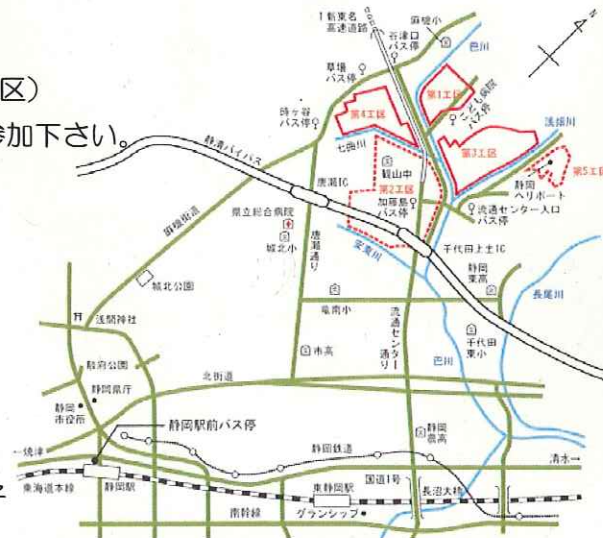 区)
参加下さい。
N
新東名
高速道路
谷津口
バス停
麻機小
巴川
草場
バス停
第1工区
こども病院
バス停
時ヶ谷
バス停
第4工区
浅畑川
七曲川
第3工区
第5工区
静清バイパス
観山中
静岡
ヘリポート
唐瀬IC
第2工区
加藤島
バス停
流通センター入口
バス停
麻機街道
県立総合病院
城北小
唐瀬通り
安東川
千代田上土IC
静岡
東高
長尾川
城北公園
竜南小
浅間神社
流通センター通り
巴川
千代田
東小
市高
駿府公園
北街道
静岡県庁
静岡
市役所
静岡
農高
静岡駅前バス停
←焼津
静岡鉄道
清水→
東海道本線
静岡駅
東静岡駅
国道1号
長沼大橋
南幹線
グランシップ